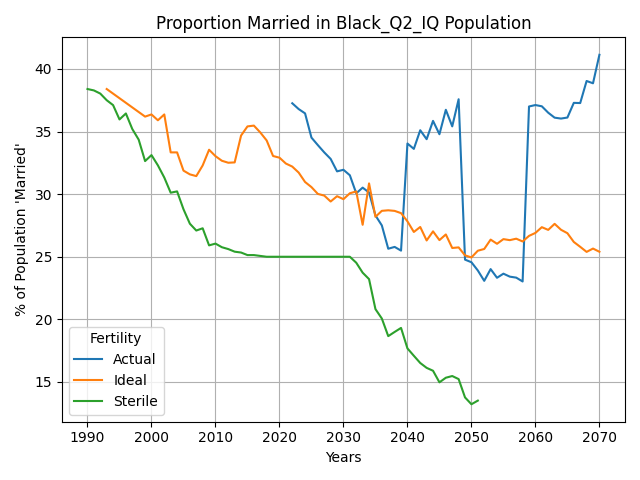 Proportion Married in Black_Q2_IQ Population
% of Population 'Married'
40
35
30
25
20
15
Fertility
Actual
Ideal
Sterile
1990 2000 2010 2020 2030 2040 2050 2060 2070
Years